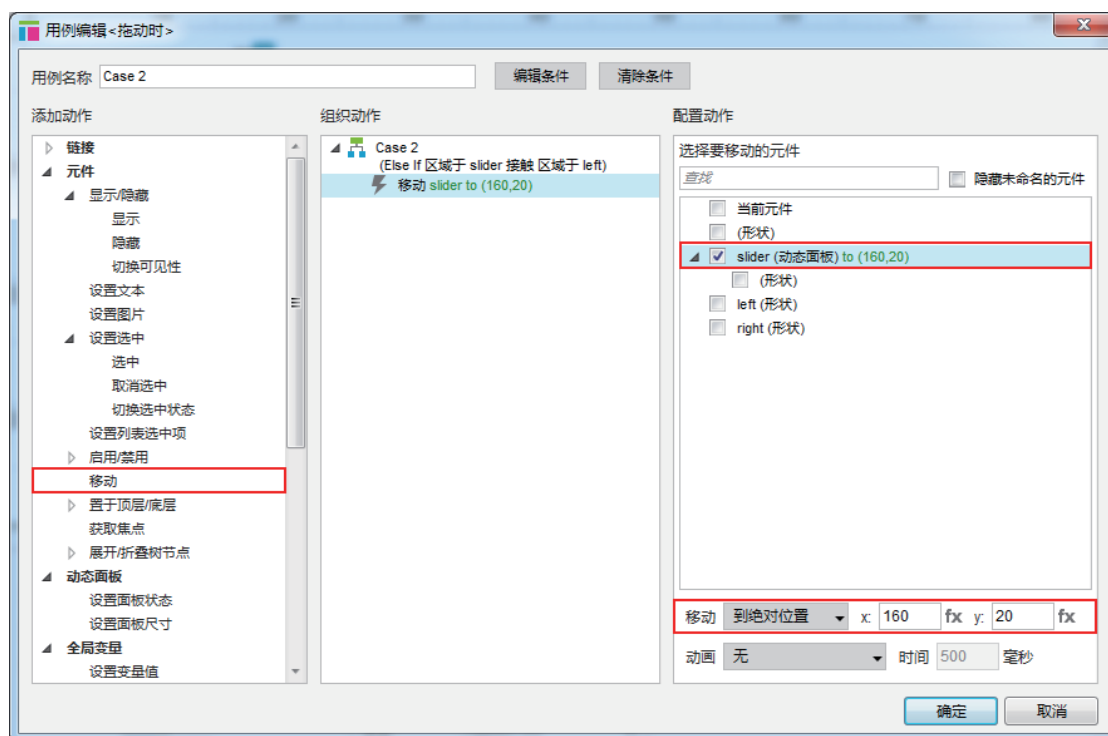 用例编辑<拖动时>
用例名称 Case 2 编辑条件 清除条件
添加动作
链接
元件
显示/隐藏
显示
隐藏
切换可见性
设置文本
设置图片
设置选中
选中
取消选中
切换选中状态
设置列表选中项
启用/禁用
移动
置于顶层/底层
获取焦点
展开/折叠树节点
动态面板
设置面板状态
设置面板尺寸
全局变量
设置变量值
组织动作
Case 2
(Else If 区域于 slider 接触 区域于 left)
移动 slider to (160,20)
配置动作
选择要移动的元件
查找 隐藏未命名的元件
当前元件
(形状)
slider (动态面板) to (160,20)
(形状)
left (形状)
right (形状)
移动 到绝对位置 x: 160 fx y: 20 fx
动画 无 时间 500 毫秒
确定 取消